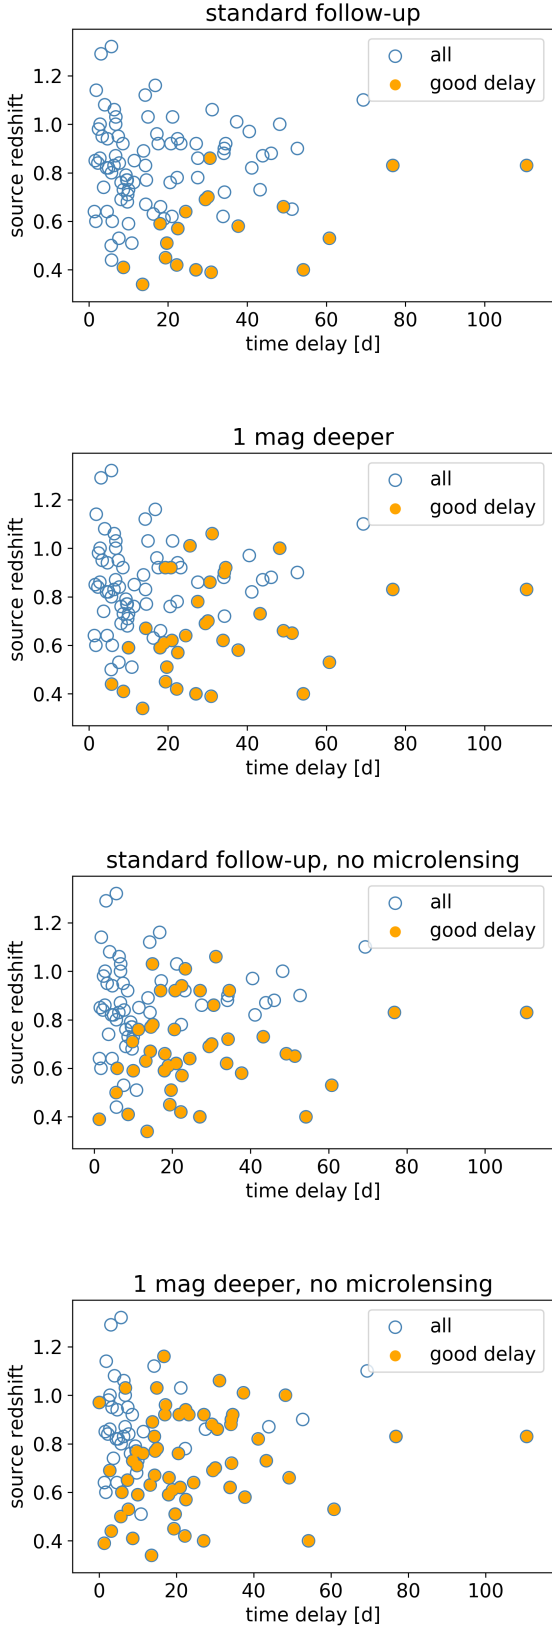 standard follow-up
all
good delay
source redshift
1.2
1.0
0.8
0.6
0.4
0 20 40 60 80 100
time delay [d]
1 mag deeper
all
good delay
source redshift
1.2
1.0
0.8
0.6
0.4
0 20 40 60 80 100
time delay [d]
standard follow-up, no microlensing
all
good delay
source redshift
1.2
1.0
0.8
0.6
0.4
0 20 40 60 80 100
time delay [d]
1 mag deeper, no microlensing
all
good delay
source redshift
1.2
1.0
0.8
0.6
0.4
0 20 40 60 80 100
time delay [d]